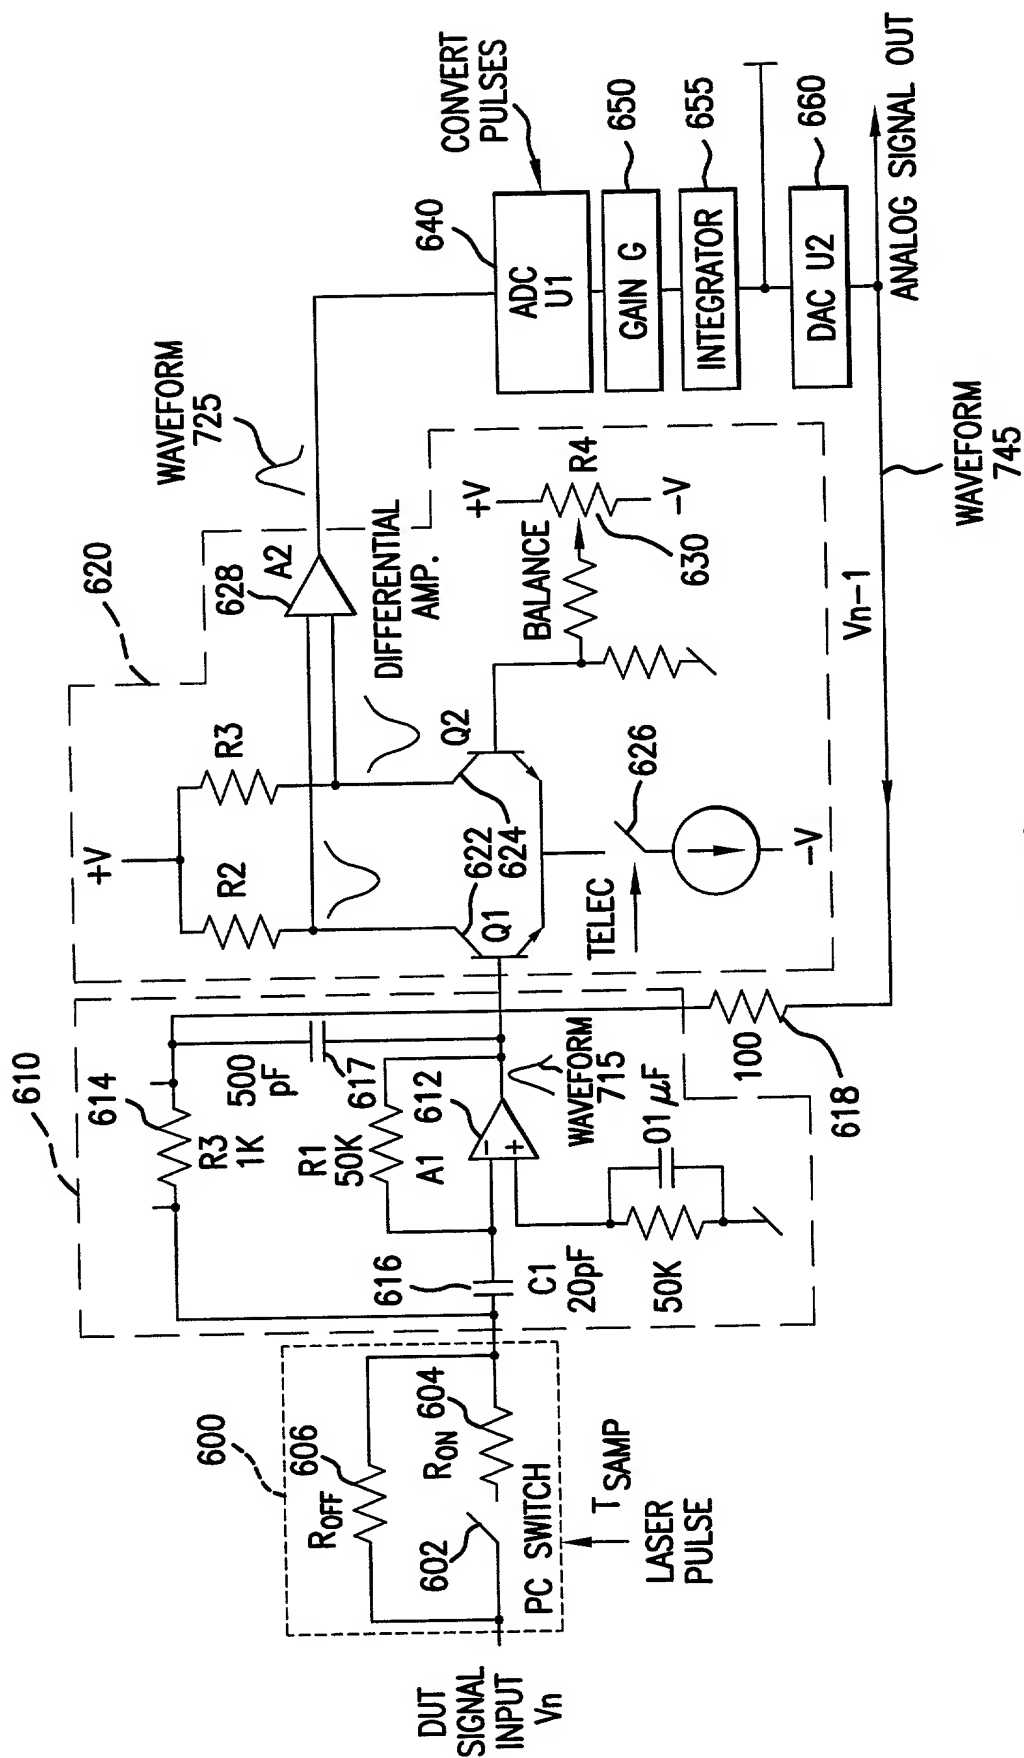 DUT
SIGNAL
INPUT
Vn
600
606
ROFF
604
RON
602
PC SWITCH
TSAMP
LASER
PULSE
610
614
R3
1K
500
pF
617
R1
50K
A1
612
616
C1
20pF
-
+
WAVEFORM
715
50K
01 µF
100
618
620
+V
R2
R3
628
A2
DIFFERENTIAL
AMP.
Q1
622
624
Q2
TELEC
626
-V
BALANCE
+V
R4
630
-V
WAVEFORM
725
640
ADC
U1
CONVERT
PULSES
GAIN G
650
INTEGRATOR
655
DAC U2
660
ANALOG SIGNAL OUT
Vn-1
WAVEFORM
745